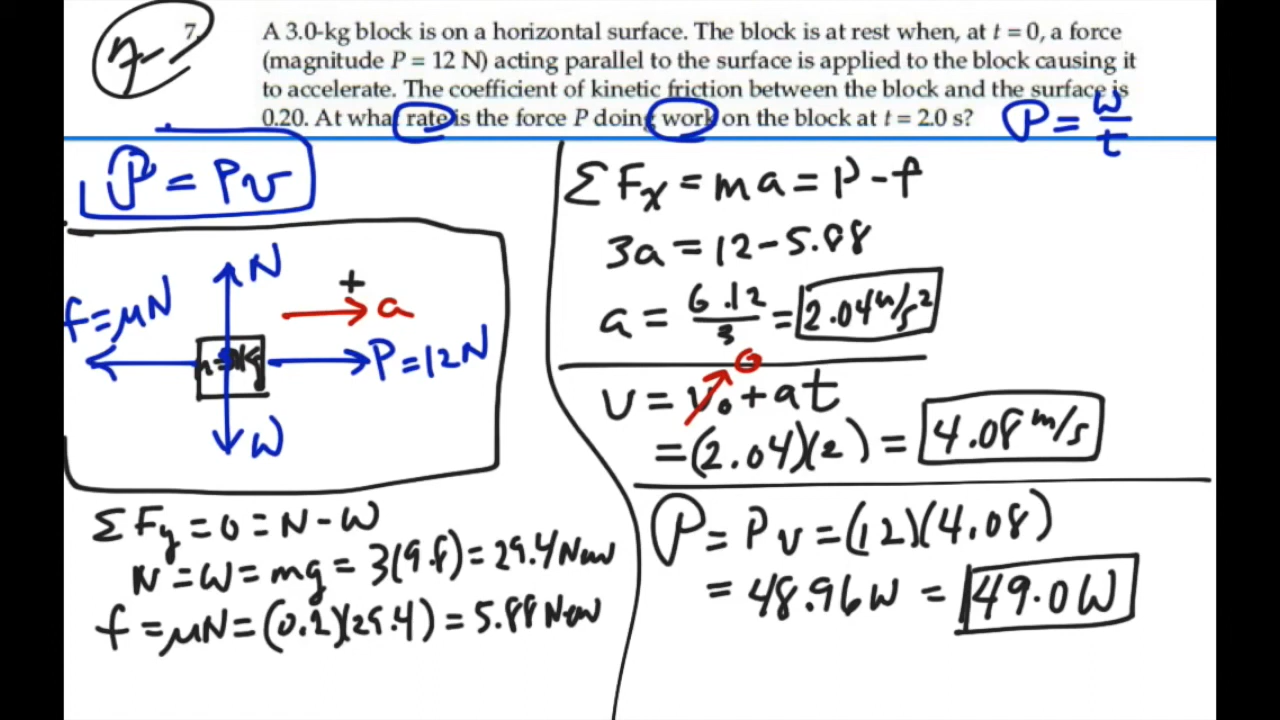 7.
7. A 3.0-kg block is on a horizontal surface. The block is at rest when, at t = 0, a force
(magnitude P = 12 N) acting parallel to the surface is applied to the block causing it
to accelerate. The coefficient of kinetic friction between the block and the surface is
0.20. At what rate is the force P doing work on the block at t = 2.0 s?
P = W/t
P = Pv
N
f = μN
+
a
m=3kg
P = 12N
W
ΣFy = 0 = N - W
N = W = mg = 3(9.8) = 29.4 New
f = μN = (0.2)(29.4) = 5.88 New
ΣFx = ma = P - f
3a = 12 - 5.88
a = 6.12/3 = 2.04 m/s²
0
v = v₀ + at
= (2.04)(2) = 4.08 m/s
P = Pv = (12)(4.08)
= 48.96W = 49.0W